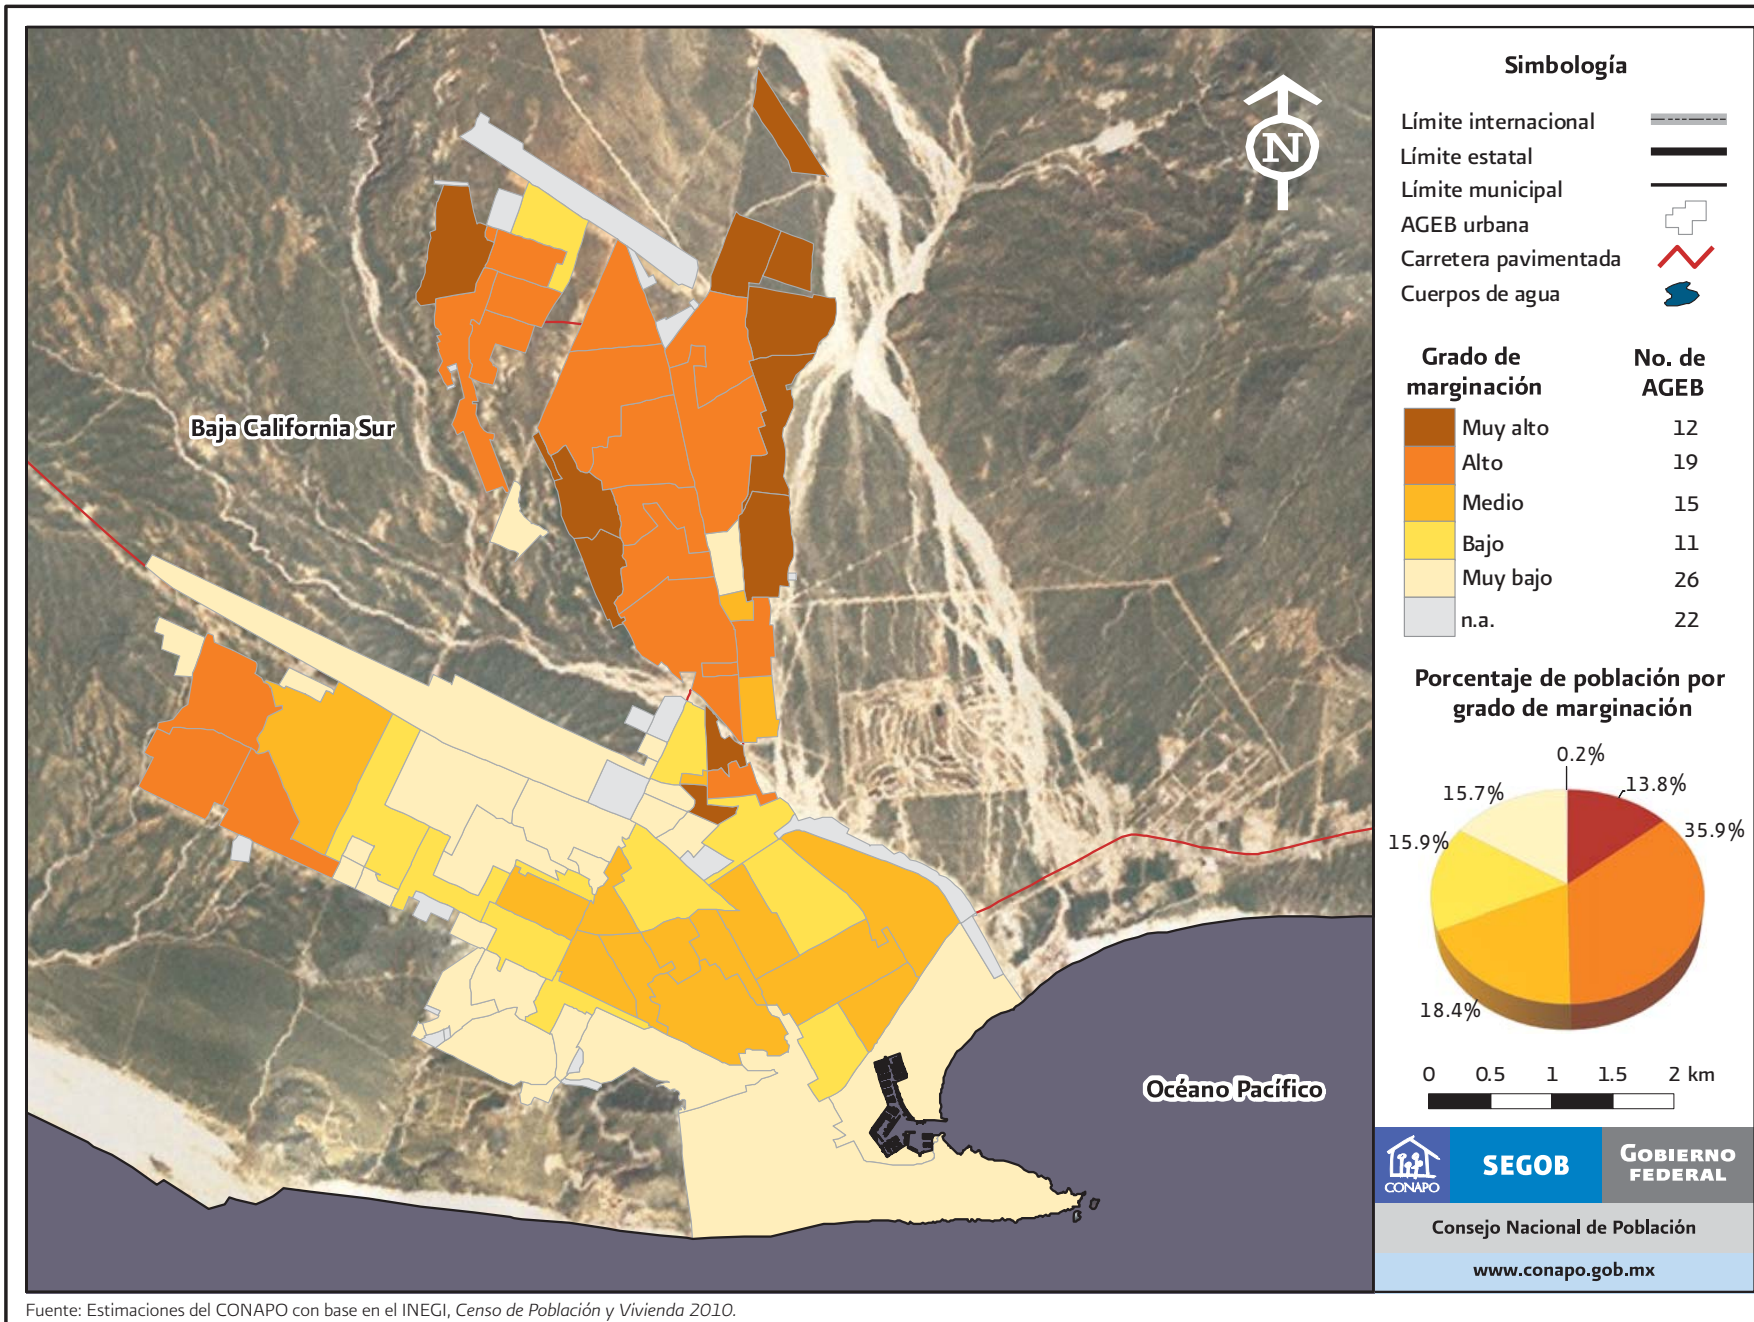 Baja California Sur
Océano Pacífico
N
Simbología
Límite internacional
Límite estatal
Límite municipal
AGEB urbana
Carretera pavimentada
Cuerpos de agua
Grado de marginación
No. de AGEB
Muy alto 12
Alto 19
Medio 15
Bajo 11
Muy bajo 26
n.a. 22
Porcentaje de población por
grado de marginación
0.2%
13.8%
35.9%
18.4%
15.9%
15.7%
0 0.5 1 1.5 2 km
CONAPO
SEGOB
GOBIERNO
FEDERAL
Consejo Nacional de Población
www.conapo.gob.mx
Fuente: Estimaciones del CONAPO con base en el INEGI, Censo de Población y Vivienda 2010.